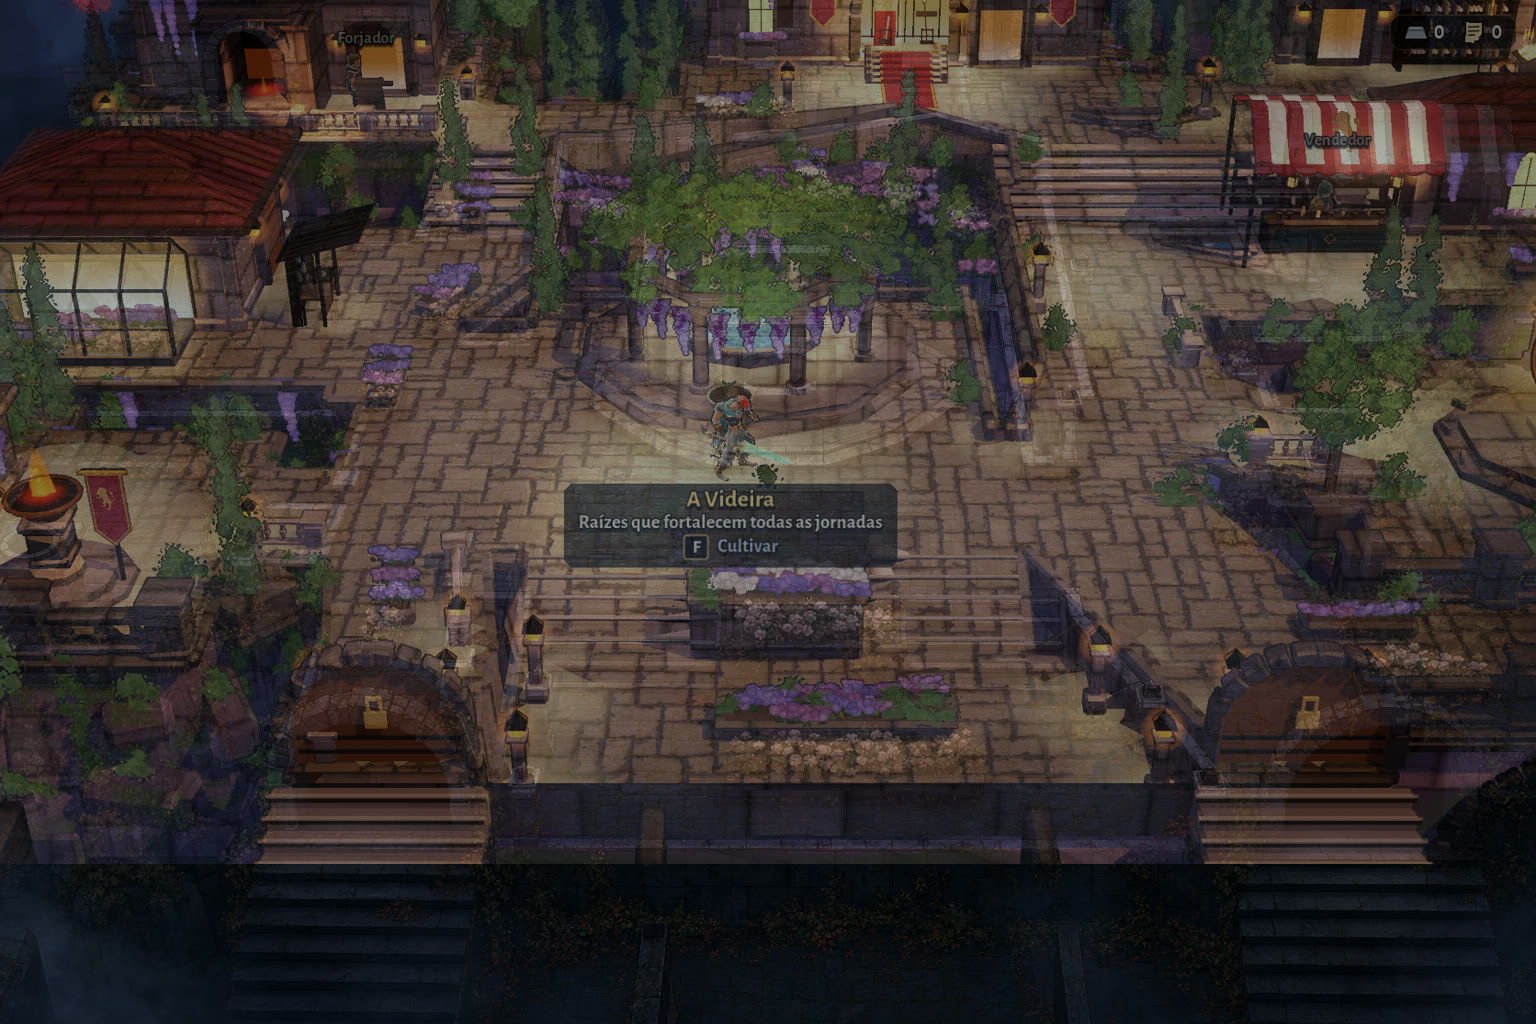 Forjador
0 0
Vendedor
A Videira
Raízes que fortalecem todas as jornadas
F Cultivar